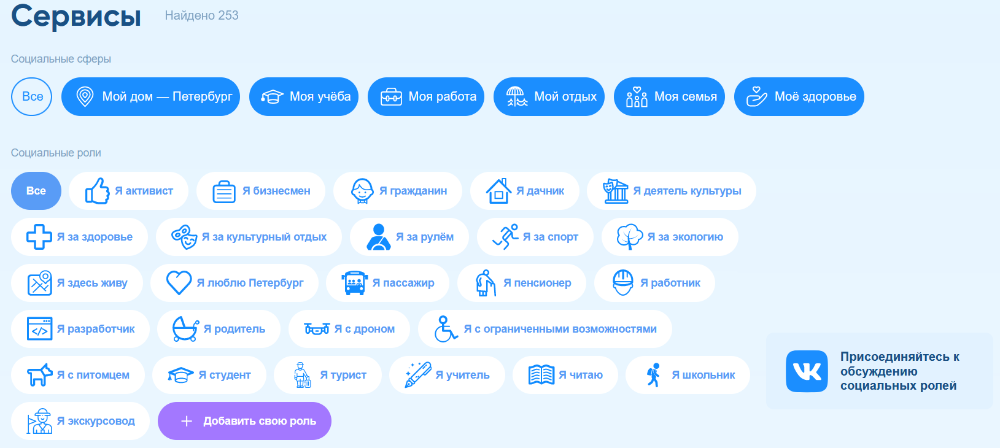 Сервисы Найдено 253
Социальные сферы
Все Мой дом — Петербург Моя учёба Моя работа Мой отдых Моя семья Моё здоровье
Социальные роли
Все Я активист Я бизнесмен Я гражданин Я дачник Я деятель культуры
Я за здоровье Я за культурный отдых Я за рулём Я за спорт Я за экологию
Я здесь живу Я люблю Петербург Я пассажир Я пенсионер Я работник
Я разработчик Я родитель Я с дроном Я с ограниченными возможностями
Я с питомцем Я студент Я турист Я учитель Я читаю Я школьник
Я экскурсовод + Добавить свою роль
Присоединяйтесь к
обсуждению
социальных ролей